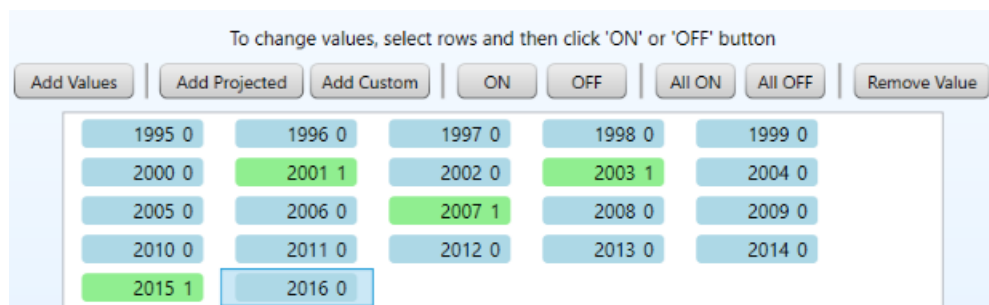 To change values, select rows and then click 'ON' or 'OFF' button
Add Values Add Projected Add Custom ON OFF All ON All OFF Remove Value
1995 0 1996 0 1997 0 1998 0 1999 0
2000 0 2001 1 2002 0 2003 1 2004 0
2005 0 2006 0 2007 1 2008 0 2009 0
2010 0 2011 0 2012 0 2013 0 2014 0
2015 1 2016 0